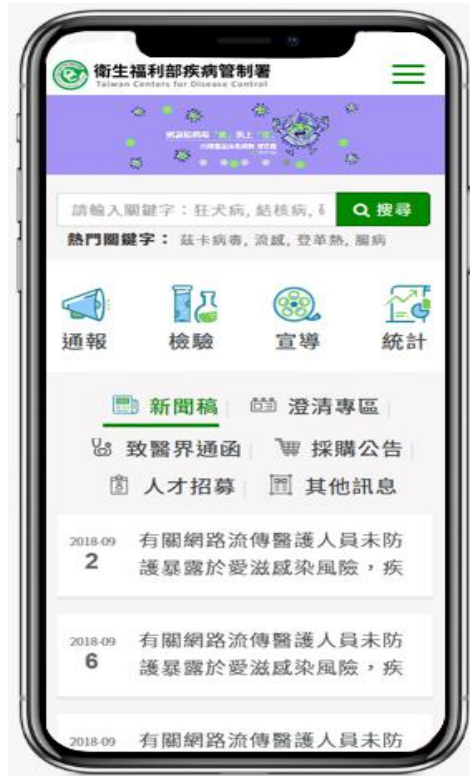 衛生福利部疾病管制署
Taiwan Centers for Disease Control
請輸入關鍵字：狂犬病, 結核病,
搜尋
熱門關鍵字： 茲卡病毒, 流感, 登革熱, 腸病
通報
檢驗
宣導
統計
新聞稿
澄清專區
致醫界通函
採購公告
人才招募
其他訊息
2018-09
2
有關網路流傳醫護人員未防
護暴露於愛滋感染風險，疾
2018-09
6
有關網路流傳醫護人員未防
護暴露於愛滋感染風險，疾
2018-09
有關網路流傳醫護人員未防